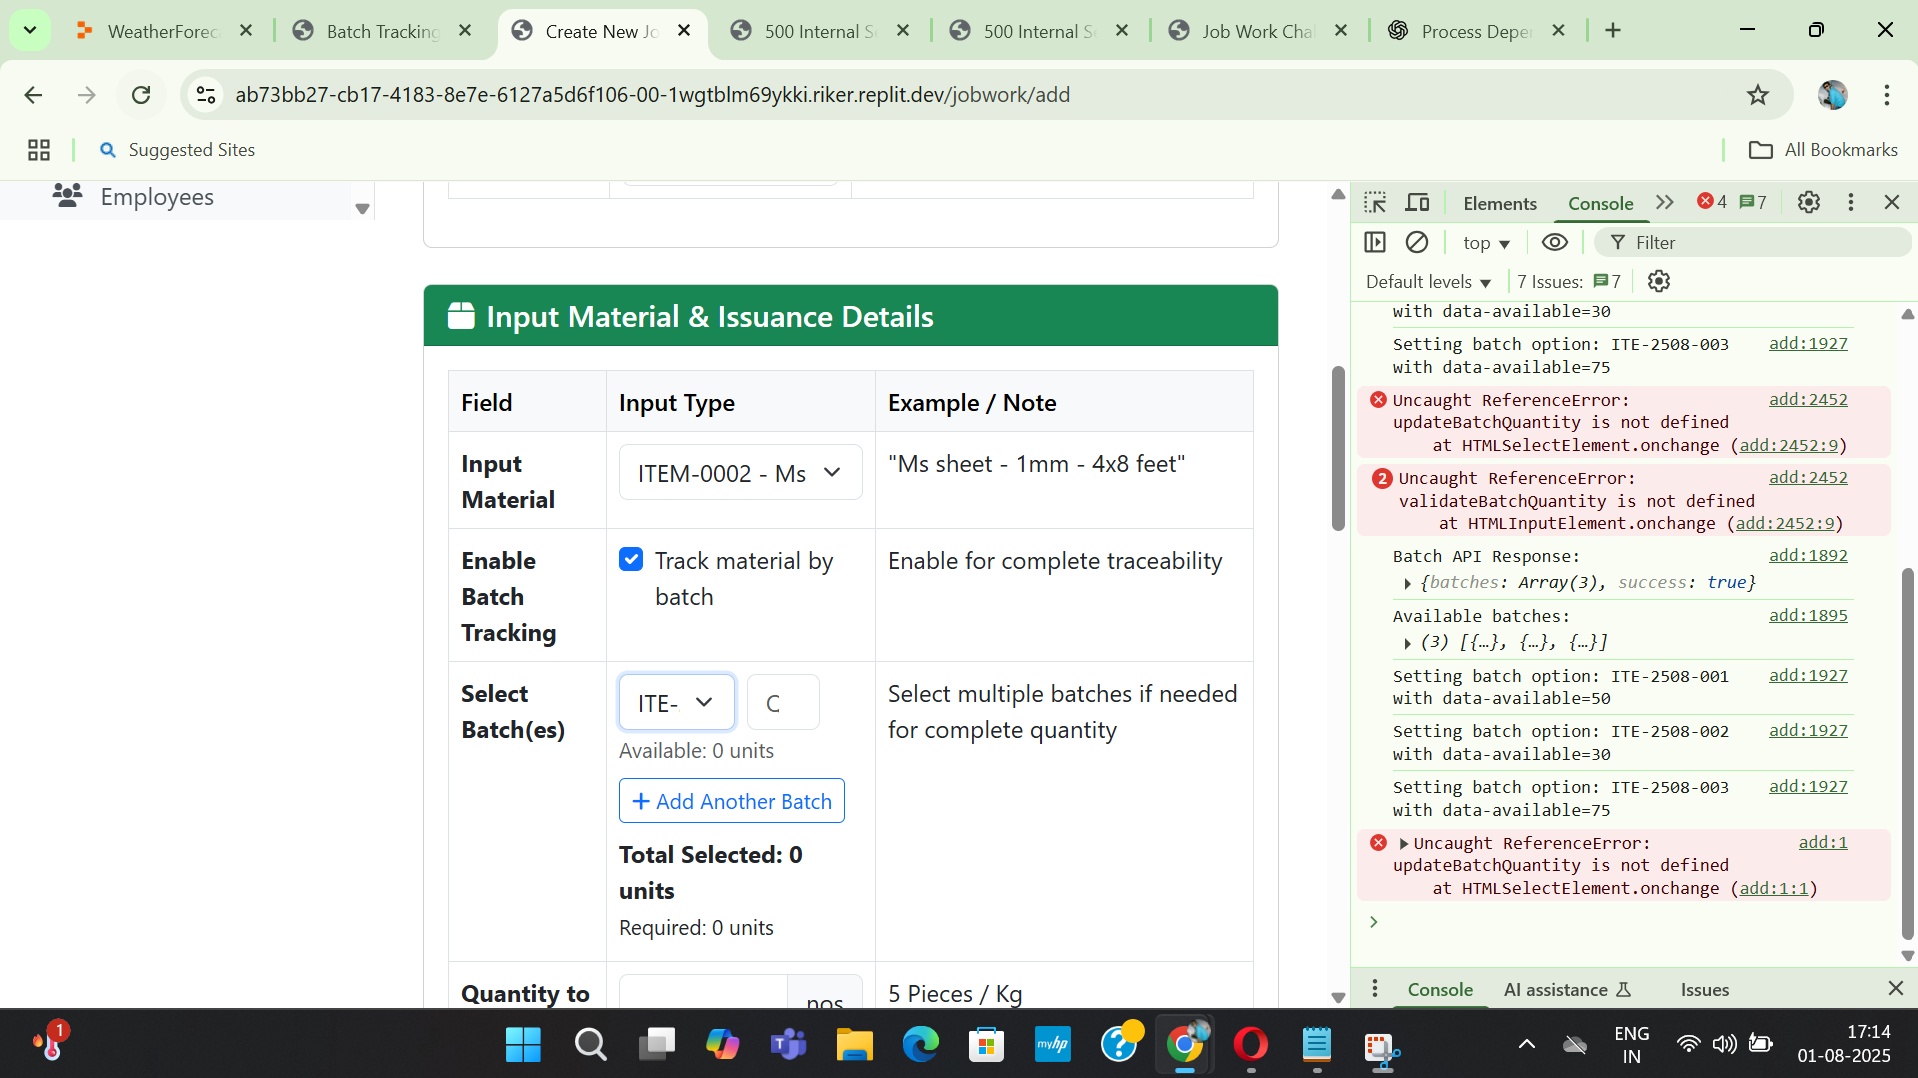 WeatherForec
Batch Tracking
Create New Jo
500 Internal Se
500 Internal Se
Job Work Chal
Process Deper
ab73bb27-cb17-4183-8e7e-6127a5d6f106-00-1wgtblm69ykki.riker.replit.dev/jobwork/add
Suggested Sites
All Bookmarks
Employees
Input Material & Issuance Details
Field
Input Type
Example / Note
Input
Material
ITEM-0002 - Ms
"Ms sheet - 1mm - 4x8 feet"
Enable
Batch
Tracking
Track material by
batch
Enable for complete traceability
Select
Batch(es)
ITE-
Available: 0 units
+ Add Another Batch
Total Selected: 0
units
Required: 0 units
Select multiple batches if needed
for complete quantity
Quantity to
nos
5 Pieces / Kg
Elements
Console
4
7
top
Filter
Default levels
7 Issues:
7
with data-available=30
Setting batch option: ITE-2508-003 add:1927
with data-available=75
Uncaught ReferenceError: add:2452
updateBatchQuantity is not defined
at HTMLSelectElement.onchange (add:2452:9)
2 Uncaught ReferenceError: add:2452
validateBatchQuantity is not defined
at HTMLInputElement.onchange (add:2452:9)
Batch API Response: add:1892
{batches: Array(3), success: true}
Available batches: add:1895
(3) [{…}, {…}, {…}]
Setting batch option: ITE-2508-001 add:1927
with data-available=50
Setting batch option: ITE-2508-002 add:1927
with data-available=30
Setting batch option: ITE-2508-003 add:1927
with data-available=75
Uncaught ReferenceError: add:1
updateBatchQuantity is not defined
at HTMLSelectElement.onchange (add:1:1)
Console
AI assistance
Issues
1
myhp
ENG
IN
17:14
01-08-2025